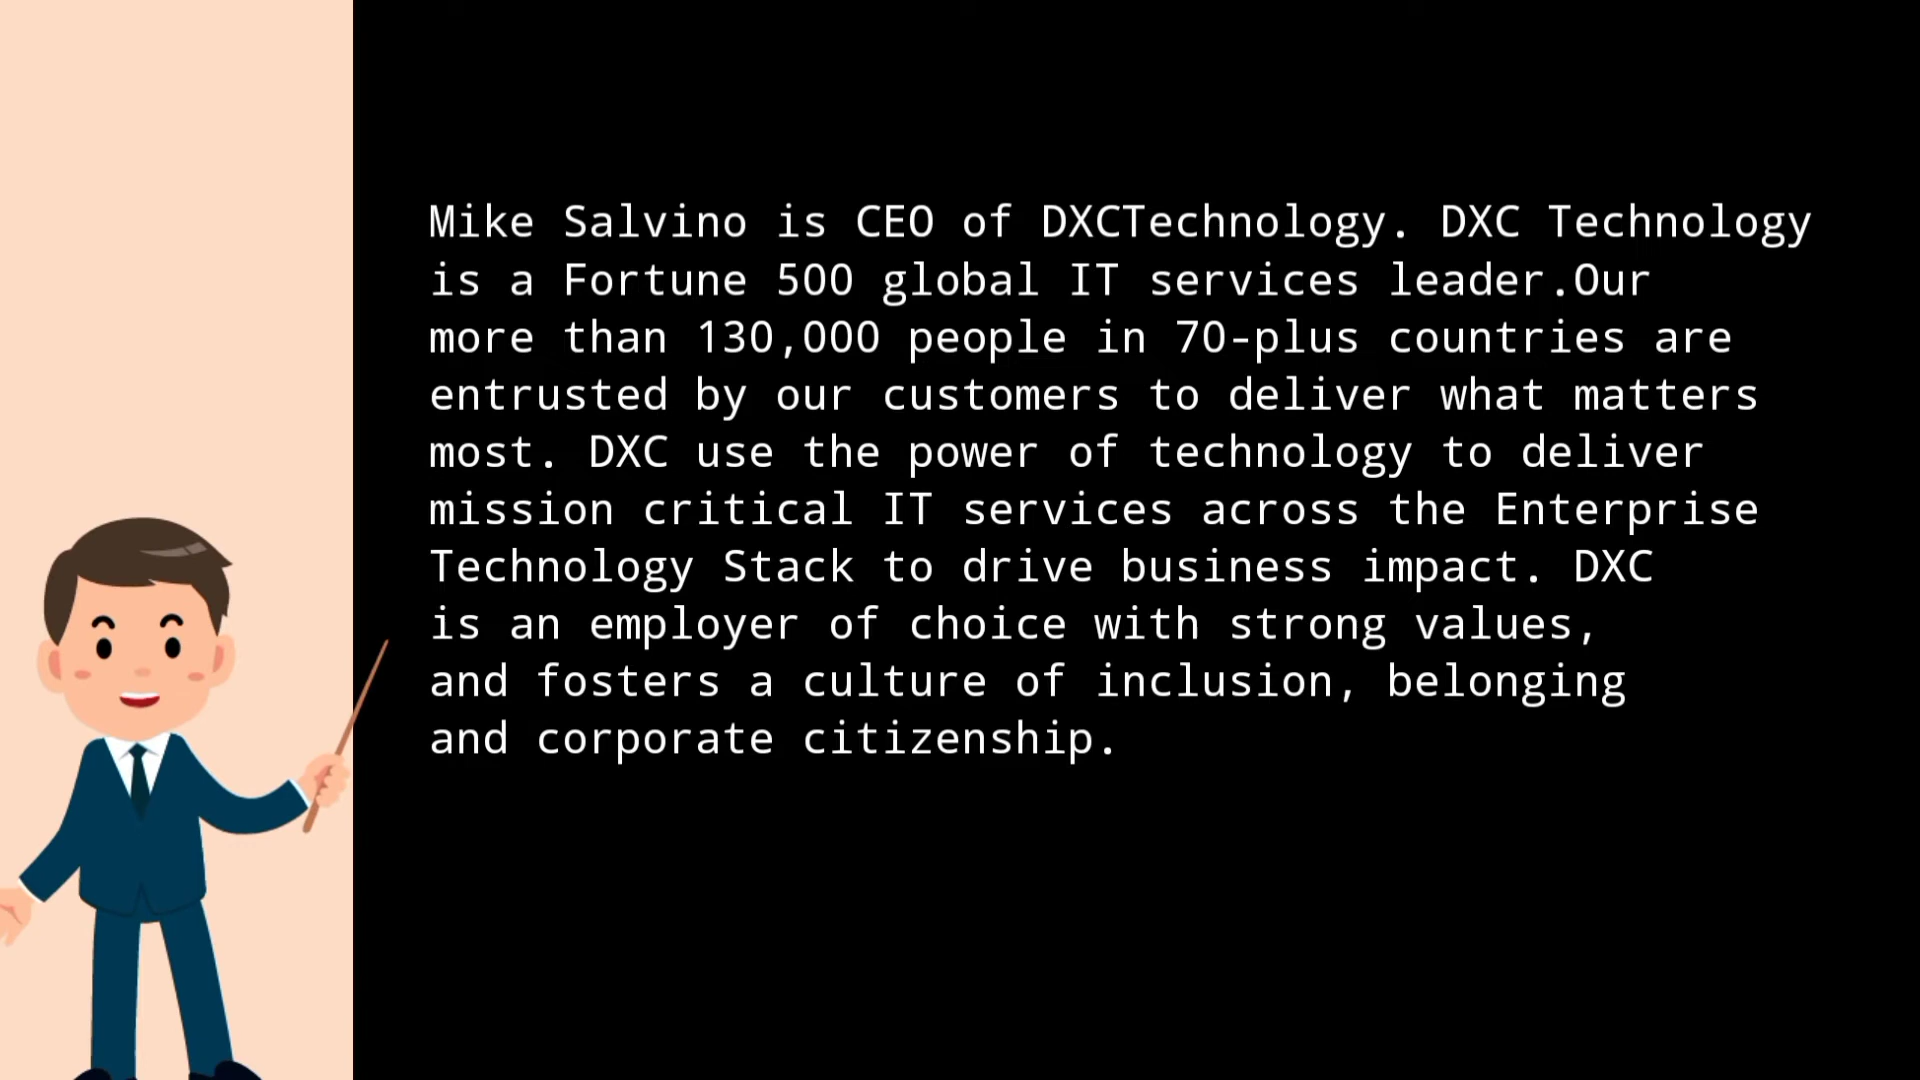 Mike Salvino is CEO of DXCTechnology. DXC Technology
is a Fortune 500 global IT services leader.Our
more than 130,000 people in 70-plus countries are
entrusted by our customers to deliver what matters
most. DXC use the power of technology to deliver
mission critical IT services across the Enterprise
Technology Stack to drive business impact. DXC
is an employer of choice with strong values,
and fosters a culture of inclusion, belonging
and corporate citizenship.